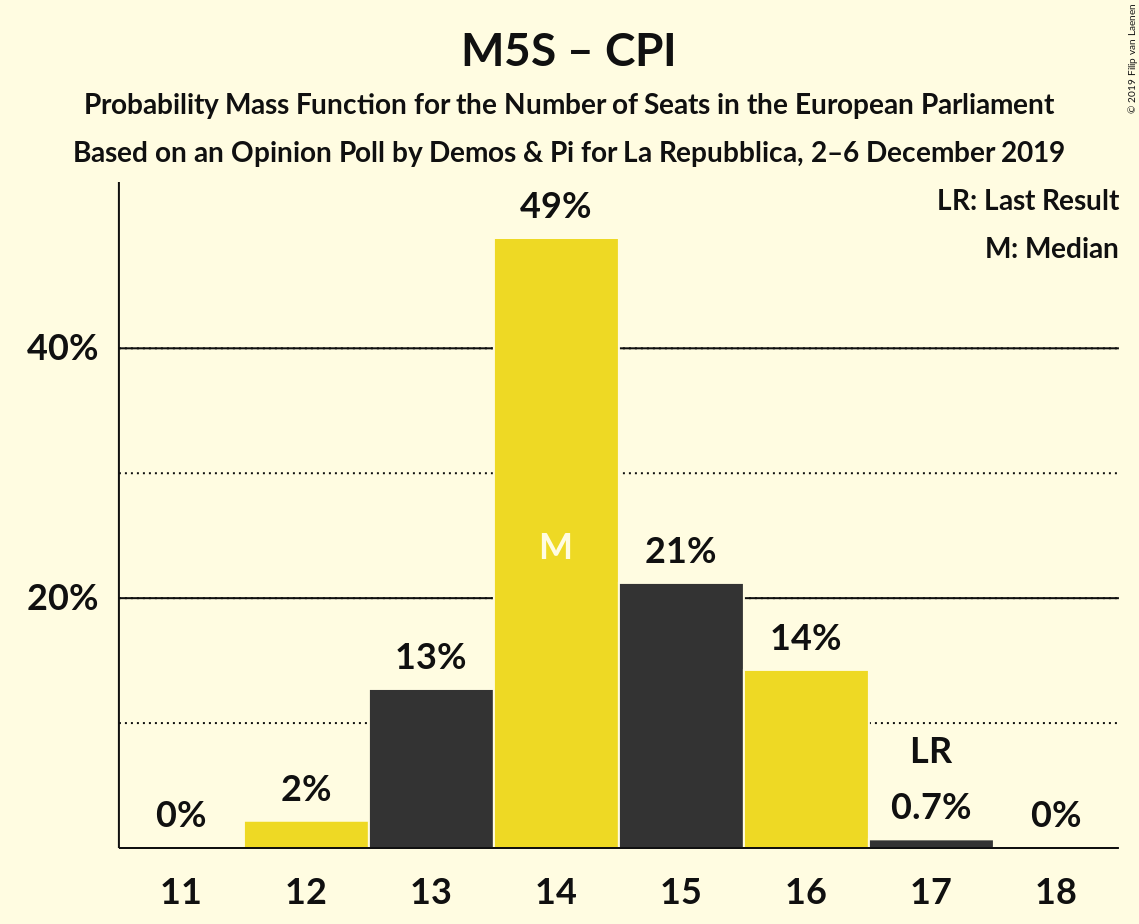 M5S – CPI
Probability Mass Function for the Number of Seats in the European Parliament
Based on an Opinion Poll by Demos & Pi for La Repubblica, 2–6 December 2019
© 2019 Filip van Laenen
LR: Last Result
M: Median
49%
40%
M
21%
20%
14%
13%
LR
2%
0.7%
0%
0%
11 12 13 14 15 16 17 18